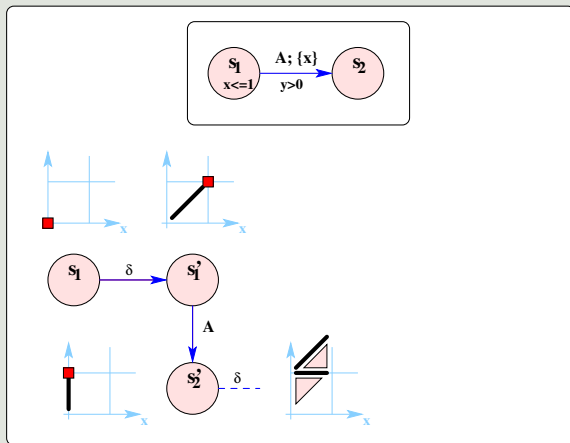 A; {x}
s1
s2
x<=1
y>0
x
x
s1
δ
s1'
A
s2'
δ
x
x